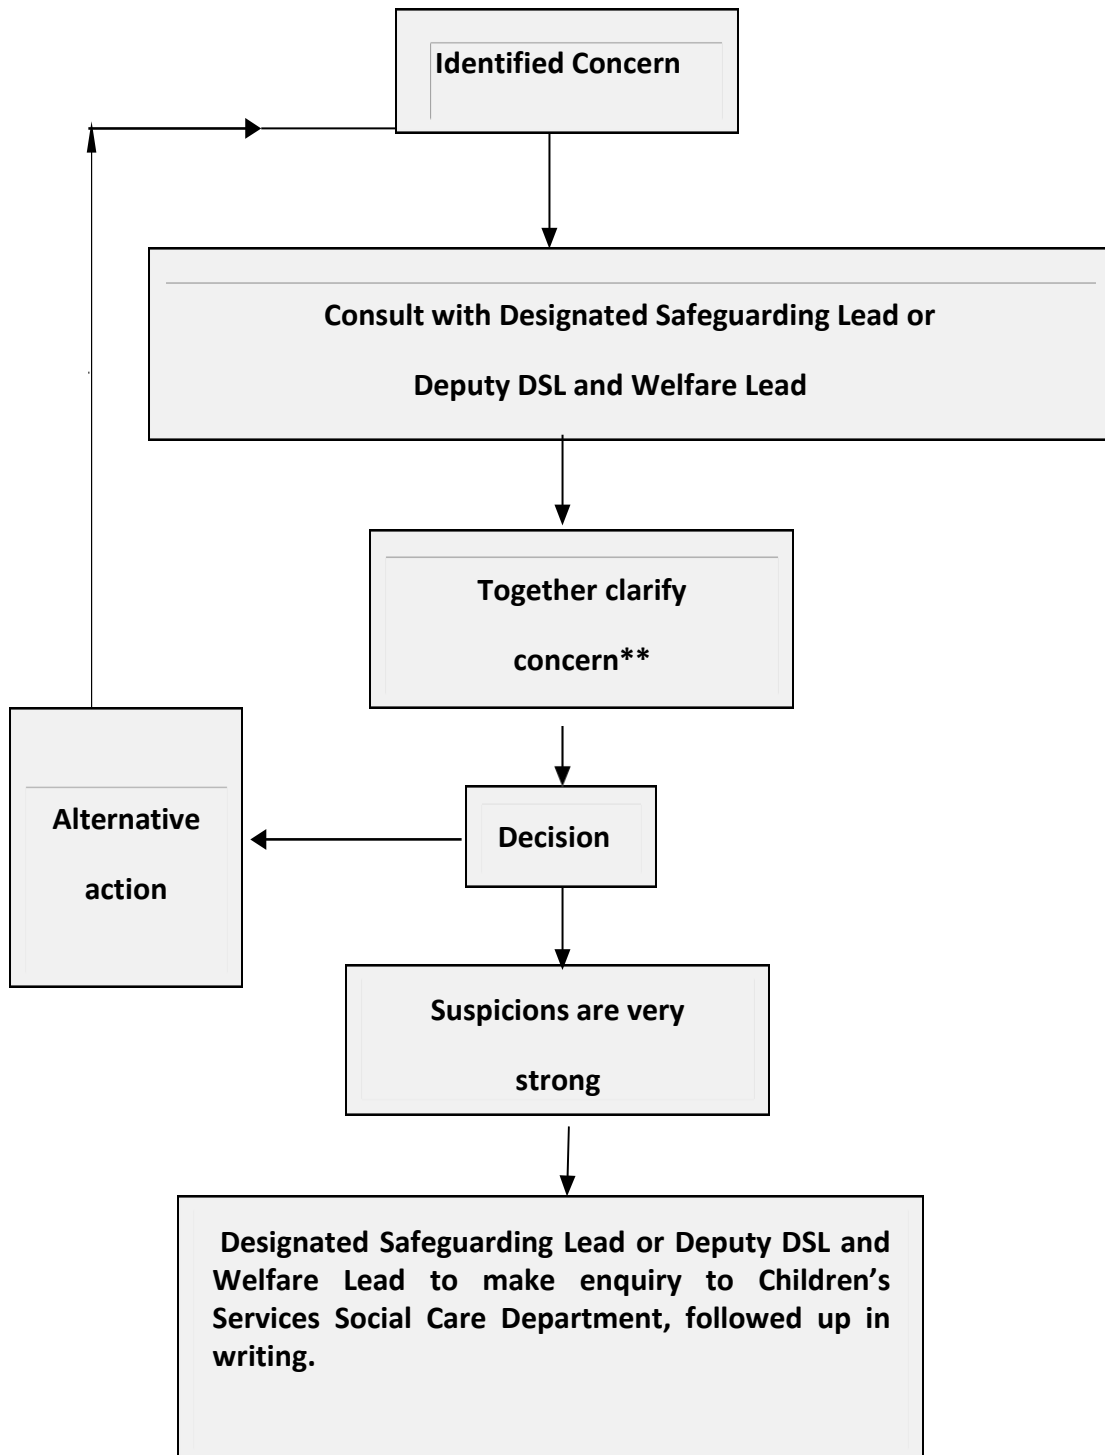 Identified Concern
Consult with Designated Safeguarding Lead or
Deputy DSL and Welfare Lead
Together clarify
concern**
Alternative
action
Decision
Suspicions are very
strong
Designated Safeguarding Lead or Deputy DSL and
Welfare Lead to make enquiry to Children’s
Services Social Care Department, followed up in
writing.